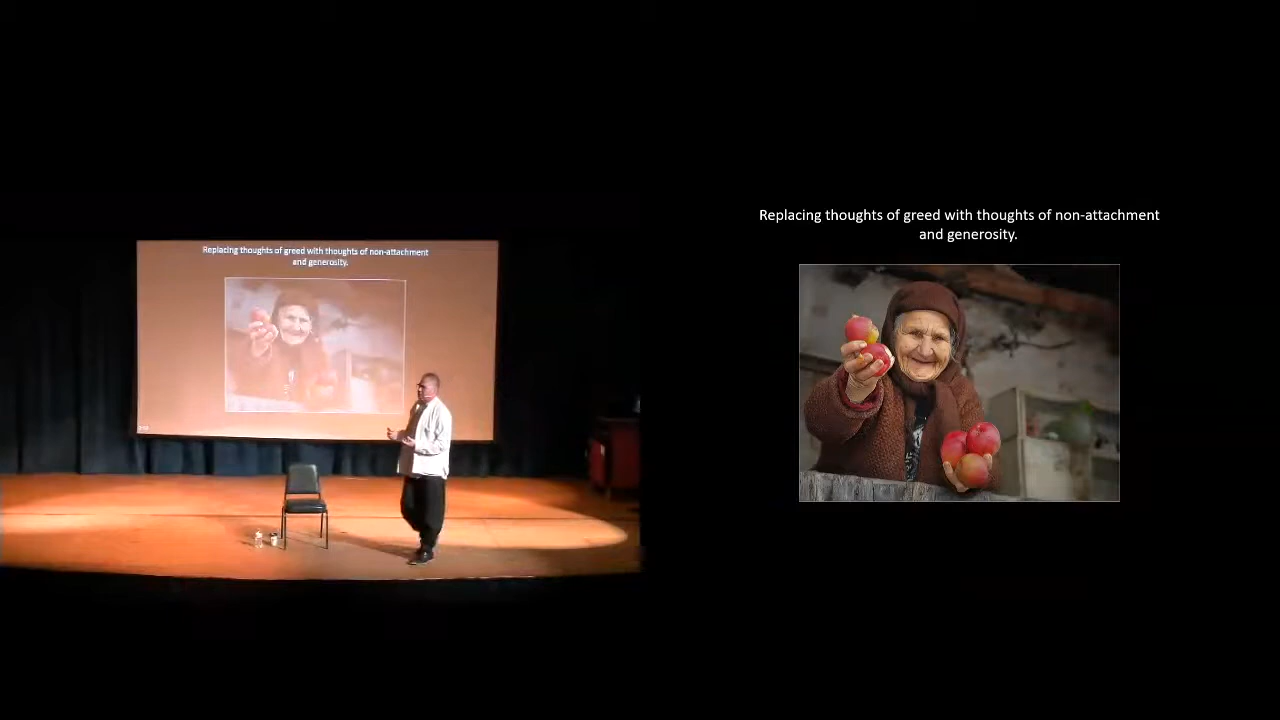 Replacing thoughts of greed with thoughts of non-attachment
and generosity.
Replacing thoughts of greed with thoughts of non-attachment
and generosity.